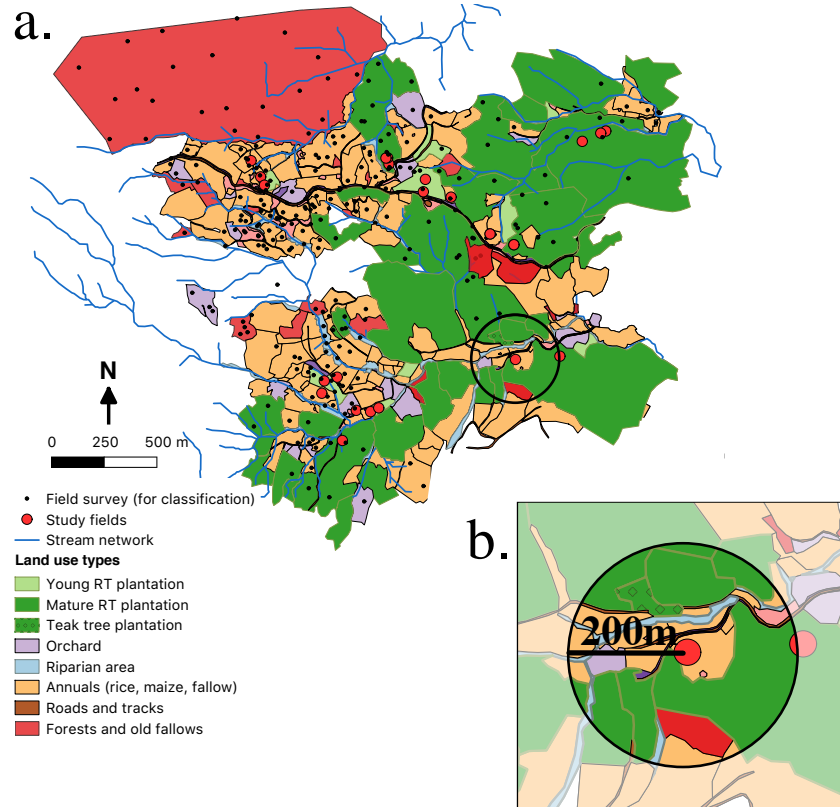 a.
N
0 250 500 m
Field survey (for classification)
Study fields
Stream network
Land use types
Young RT plantation
Mature RT plantation
Teak tree plantation
Orchard
Riparian area
Annuals (rice, maize, fallow)
Roads and tracks
Forests and old fallows
b.
200m